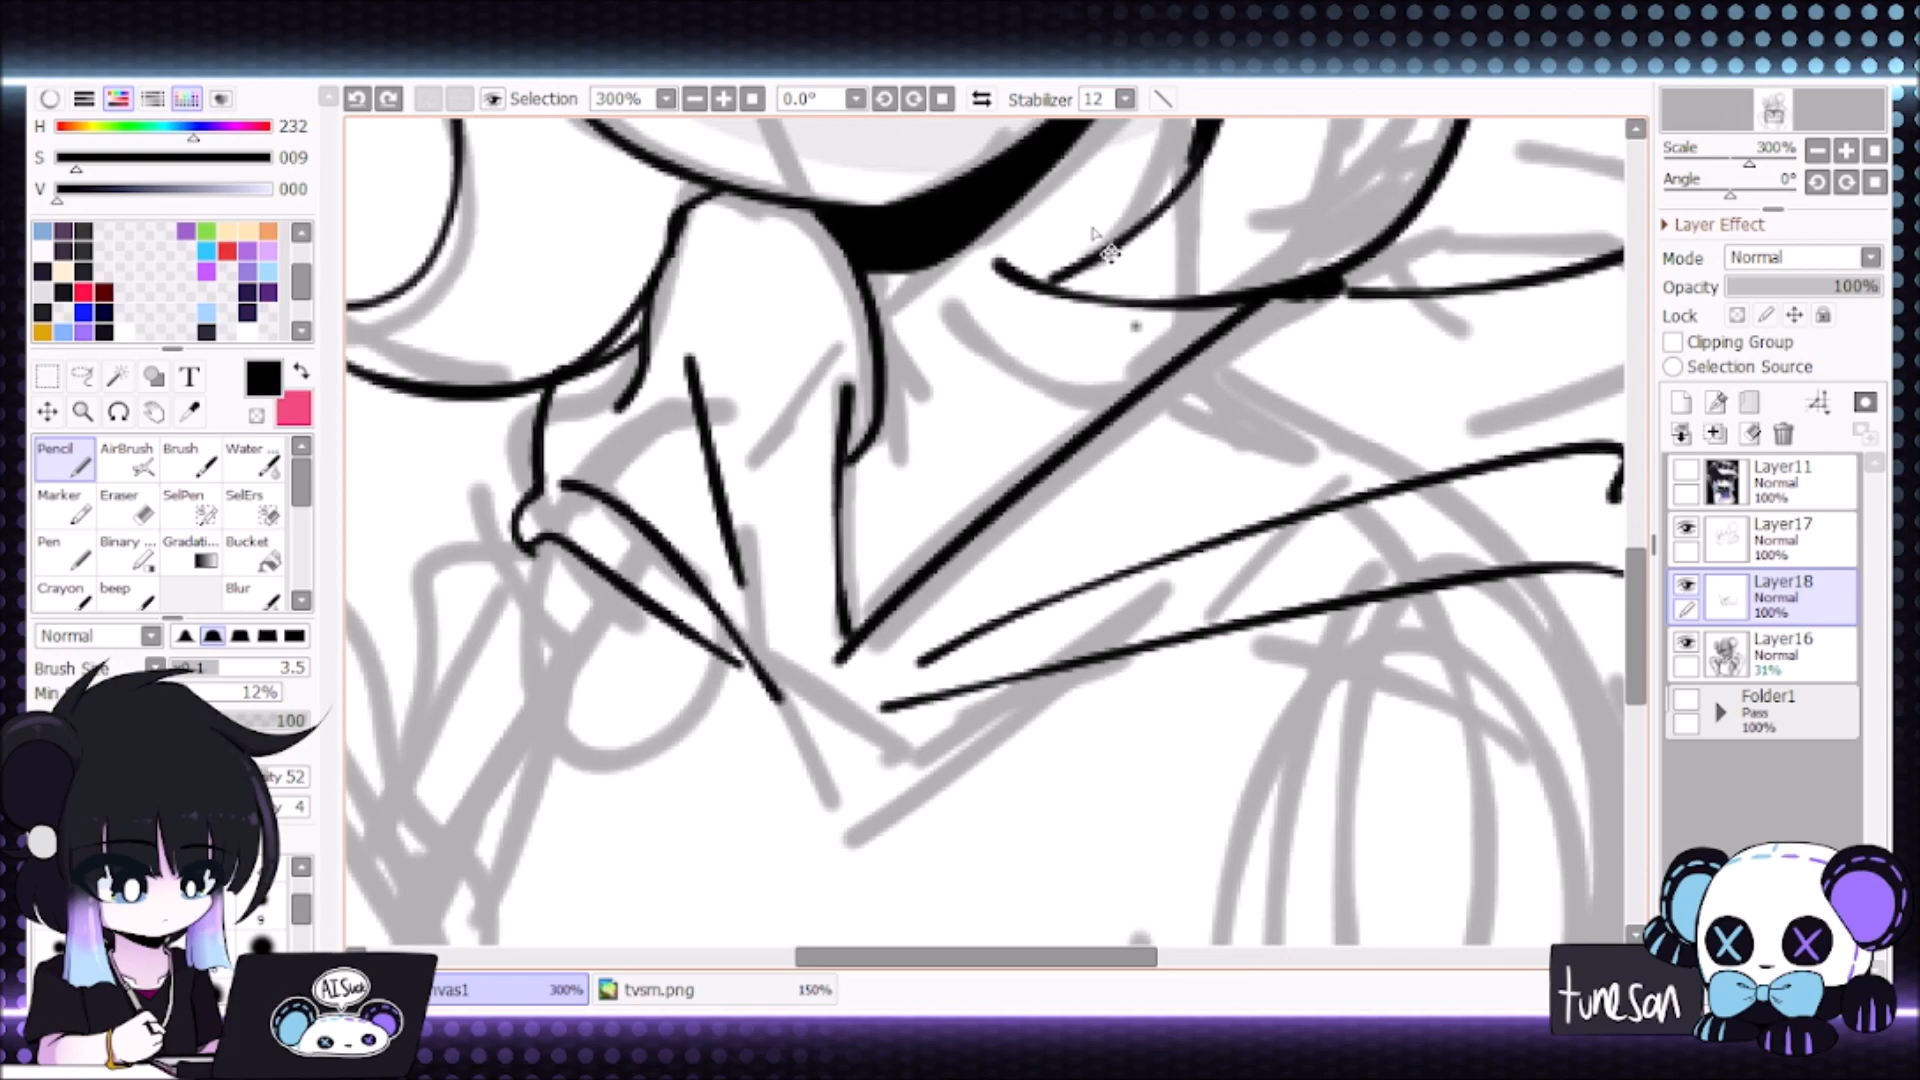 Selection 300% 0.0° Stabilizer 12
H 232
S 009
V 000
T
Pencil AirBrush Brush Water ...
Marker Eraser SelPen SelErs
Pen Binary ... Gradati... Bucket
Crayon beep Blur
Normal
Brush 3.5
Min 12%
100
52
4
9
Scale 300%
Angle 0°
Layer Effect
Mode Normal
Opacity 100%
Lock
Clipping Group
Selection Source
Layer11
Normal
100%
Layer17
Normal
100%
Layer18
Normal
100%
Layer16
Normal
31%
Folder1
Pass
100%
nvas1 300% tvsm.png 150%
AI Suck
tuneson